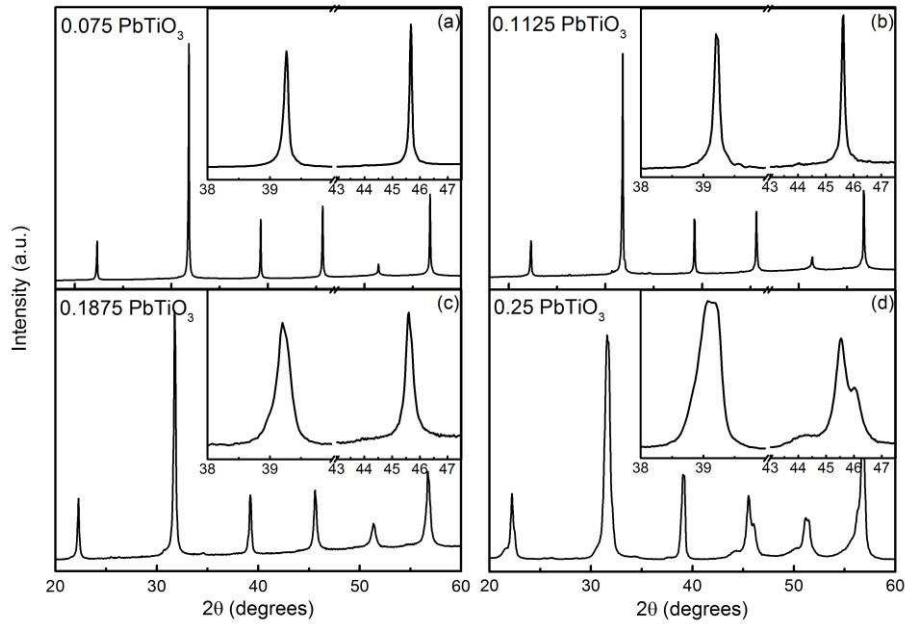 0.075 PbTiO₃ (a)
38 39 43 44 45 46 47
0.1125 PbTiO₃ (b)
38 39 43 44 45 46 47
Intensity (a.u.)
0.1875 PbTiO₃ (c)
38 39 43 44 45 46 47
0.25 PbTiO₃ (d)
38 39 43 44 45 46 47
20 30 40 50 60
20 30 40 50 60
2θ (degrees)
2θ (degrees)